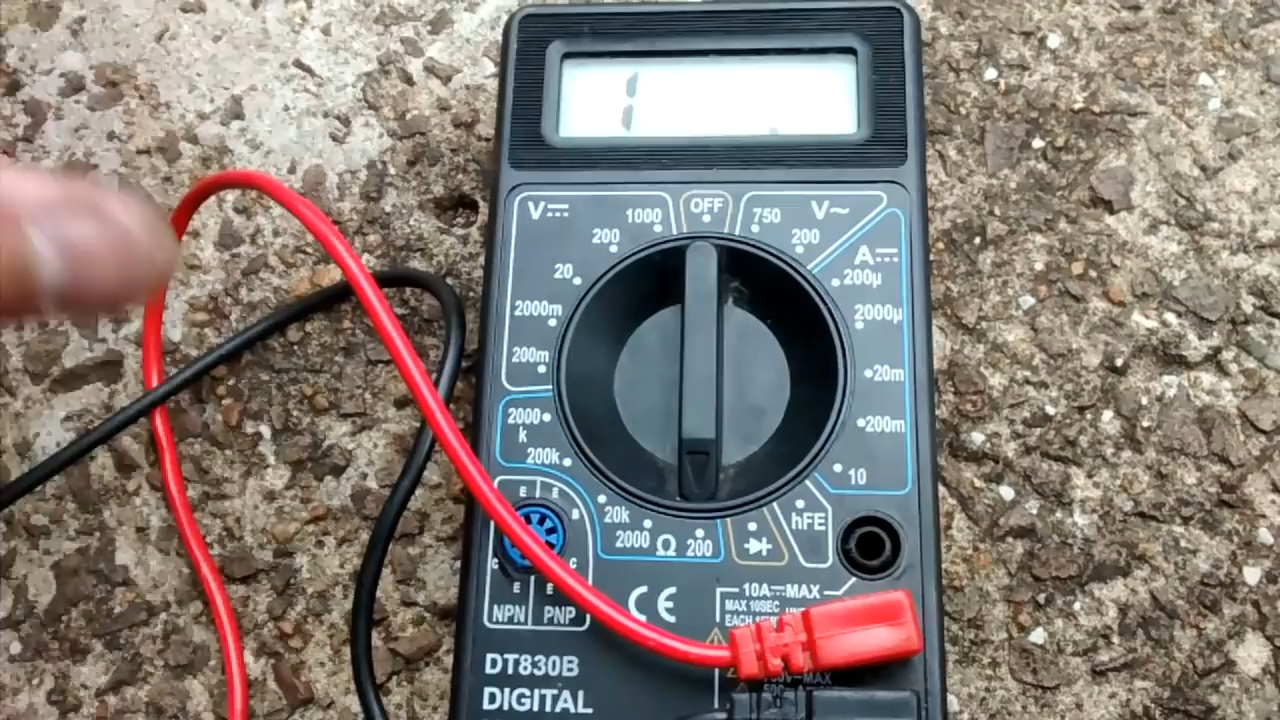 1 .
V⎓ 1000 OFF 750 V~
200 200
20 A⎓
200µ
2000m 2000µ
200m 20m
2000
k 200m
200k 10
20k hFE
2000 Ω 200
E E
B
C C
E E
NPN PNP
CE
10A⎓MAX
MAX 10SEC
DT830B
DIGITAL